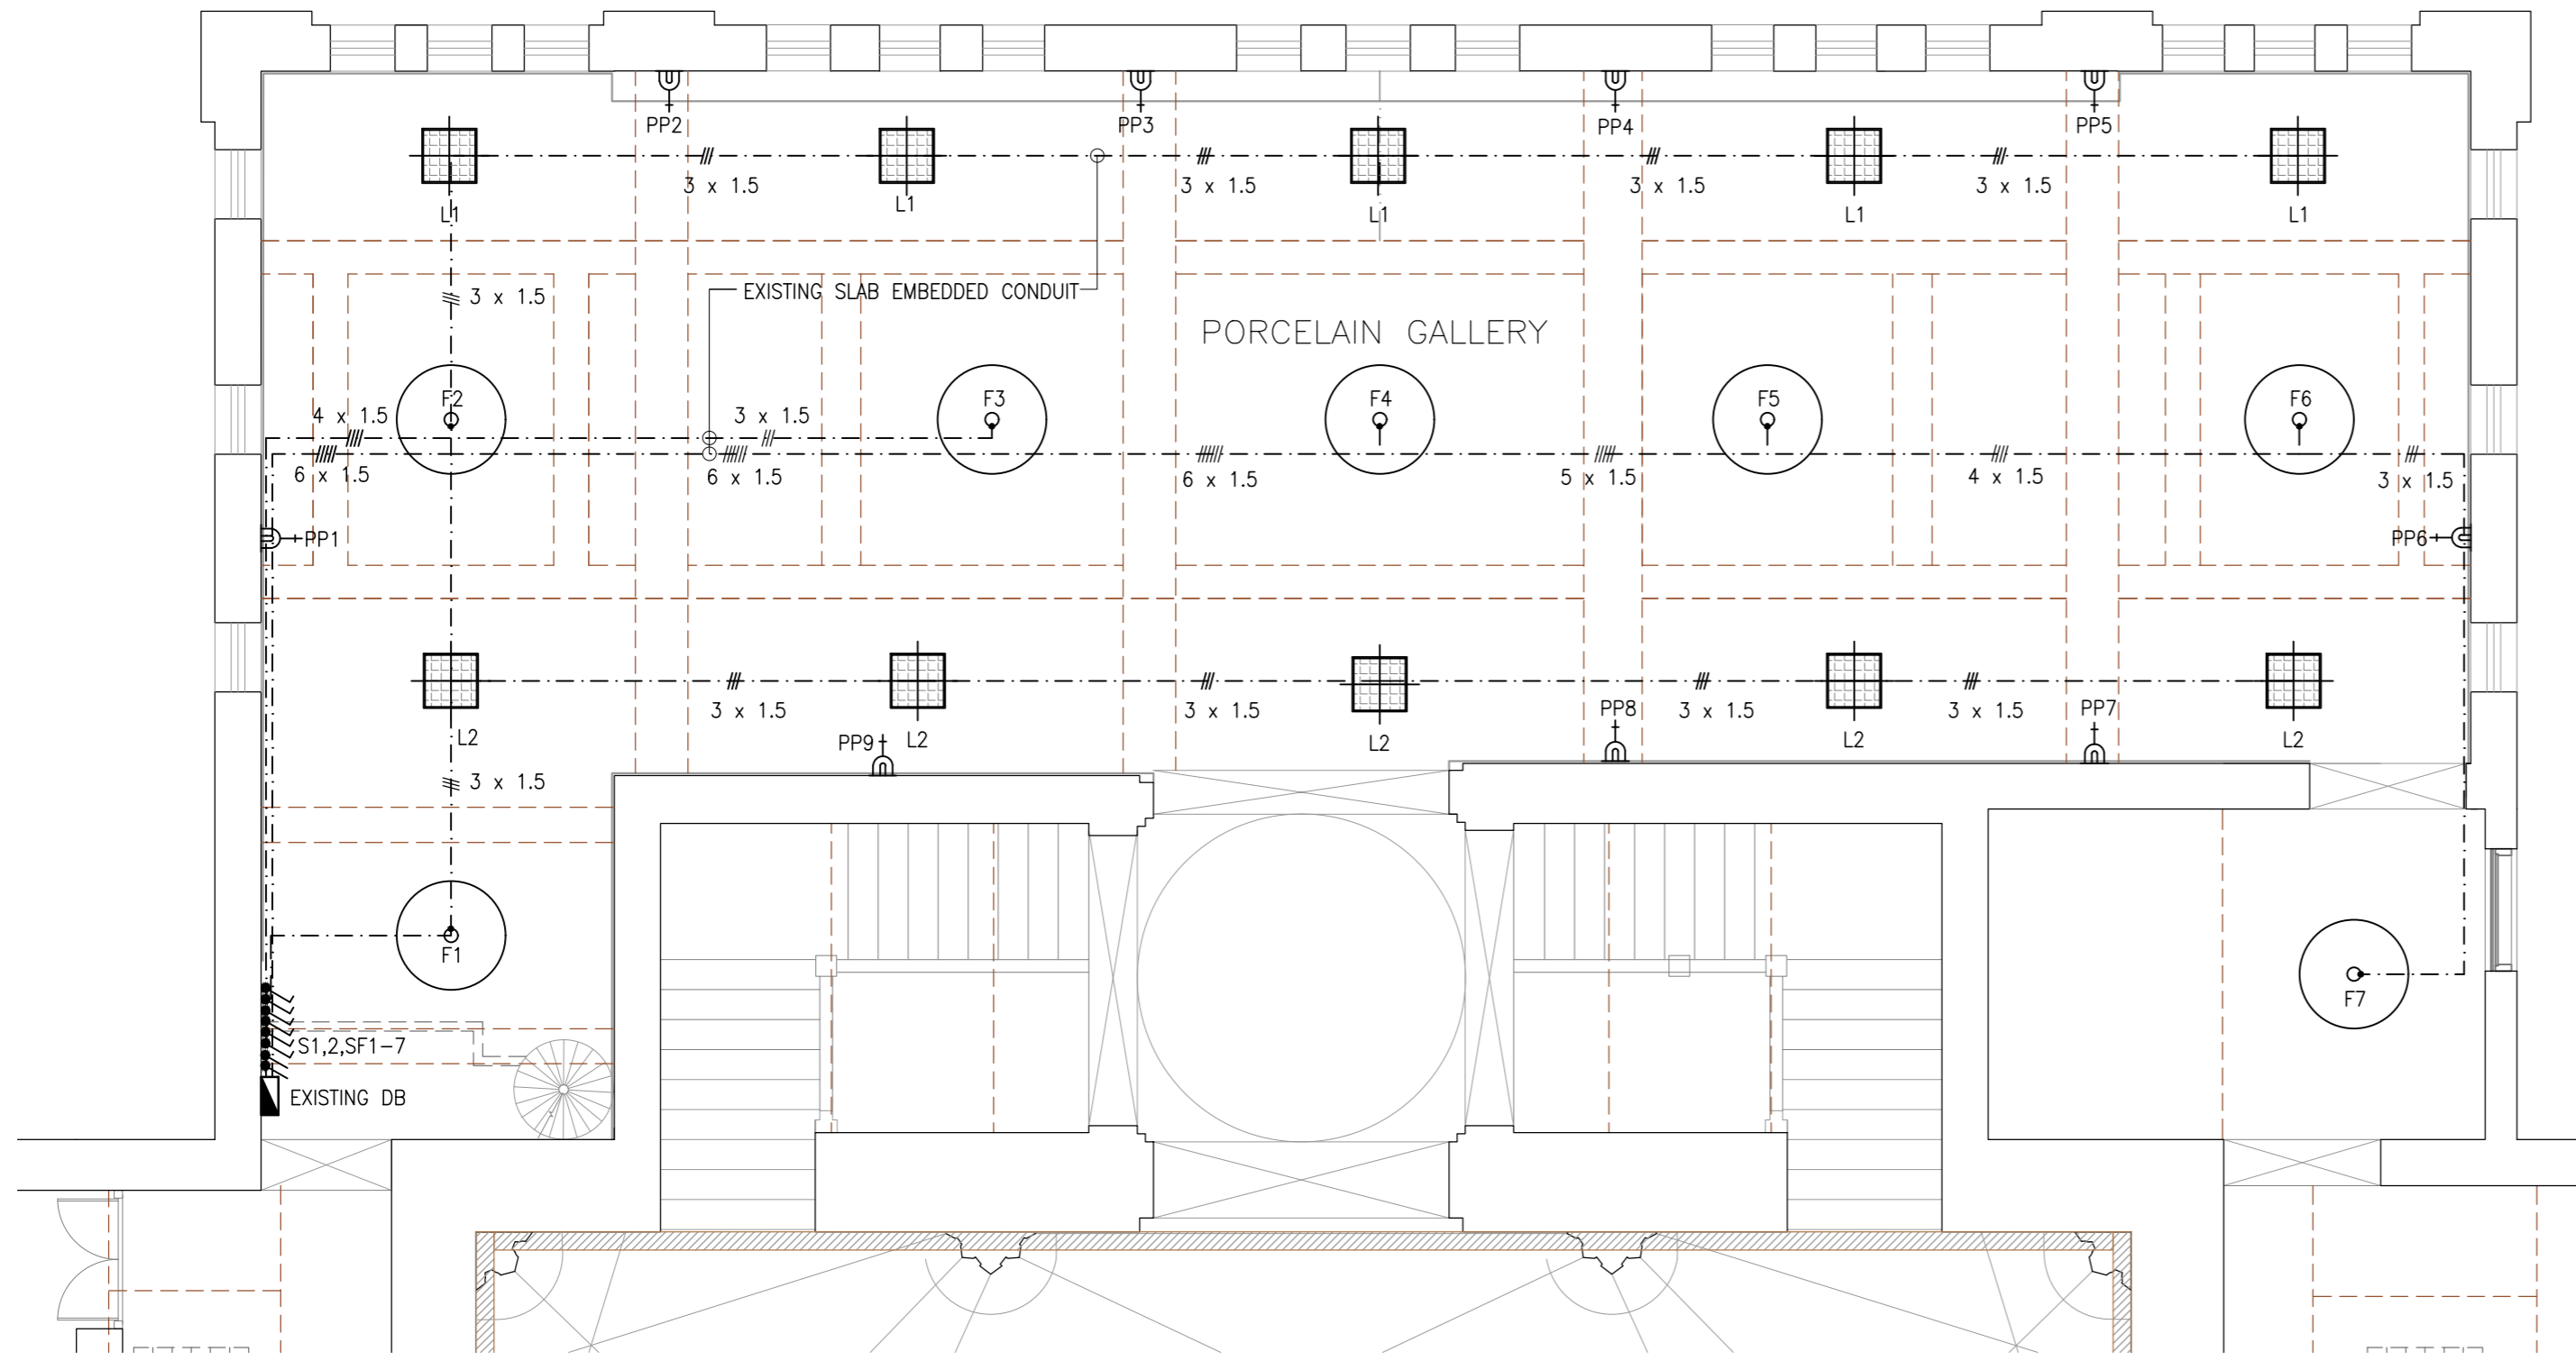 PP2
PP3
PP4
PP5
3 x 1.5
3 x 1.5
3 x 1.5
3 x 1.5
L1
L1
L1
L1
L1
3 x 1.5
EXISTING SLAB EMBEDDED CONDUIT
PORCELAIN GALLERY
F2
F3
F4
F5
F6
4 x 1.5
3 x 1.5
6 x 1.5
6 x 1.5
6 x 1.5
5 x 1.5
4 x 1.5
3 x 1.5
PP1
PP6
3 x 1.5
3 x 1.5
3 x 1.5
3 x 1.5
PP8
PP7
L2
PP9
L2
L2
L2
L2
3 x 1.5
F1
F7
S1,2,SF1-7
EXISTING DB